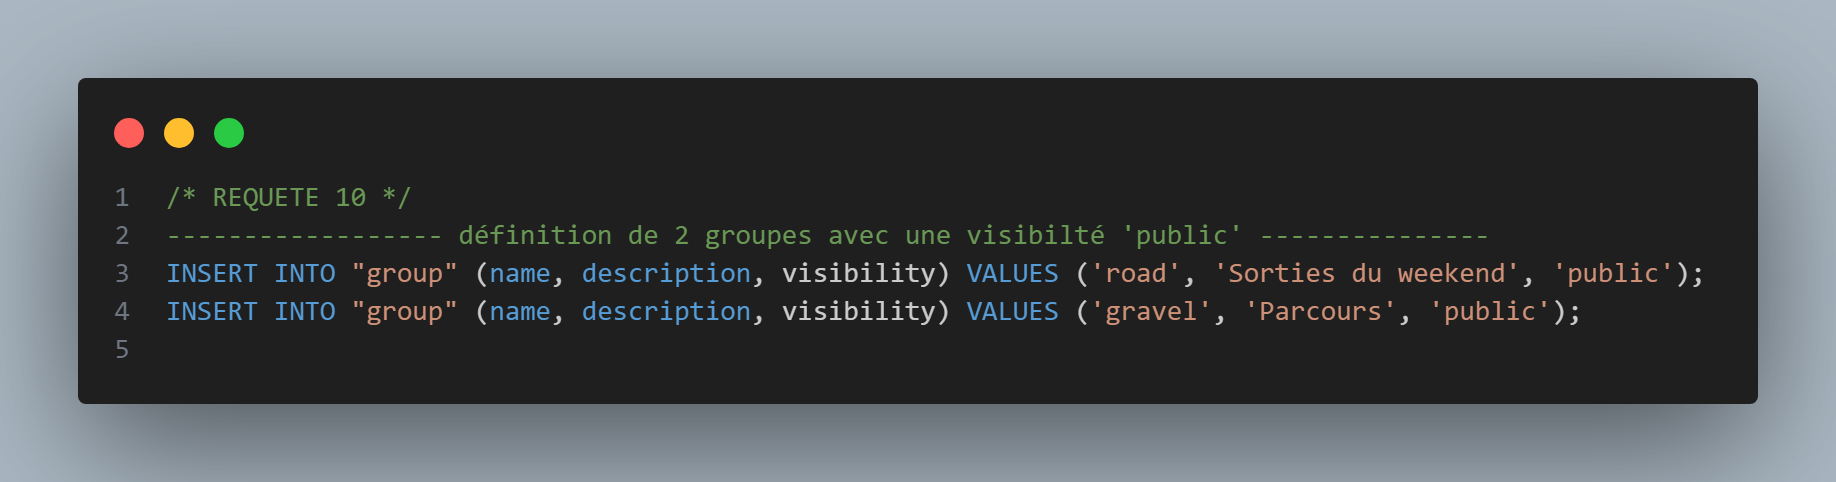 1 /* REQUETE 10 */
2 ------------------ définition de 2 groupes avec une visibilté 'public' ---------------
3 INSERT INTO "group" (name, description, visibility) VALUES ('road', 'Sorties du weekend', 'public');
4 INSERT INTO "group" (name, description, visibility) VALUES ('gravel', 'Parcours', 'public');
5